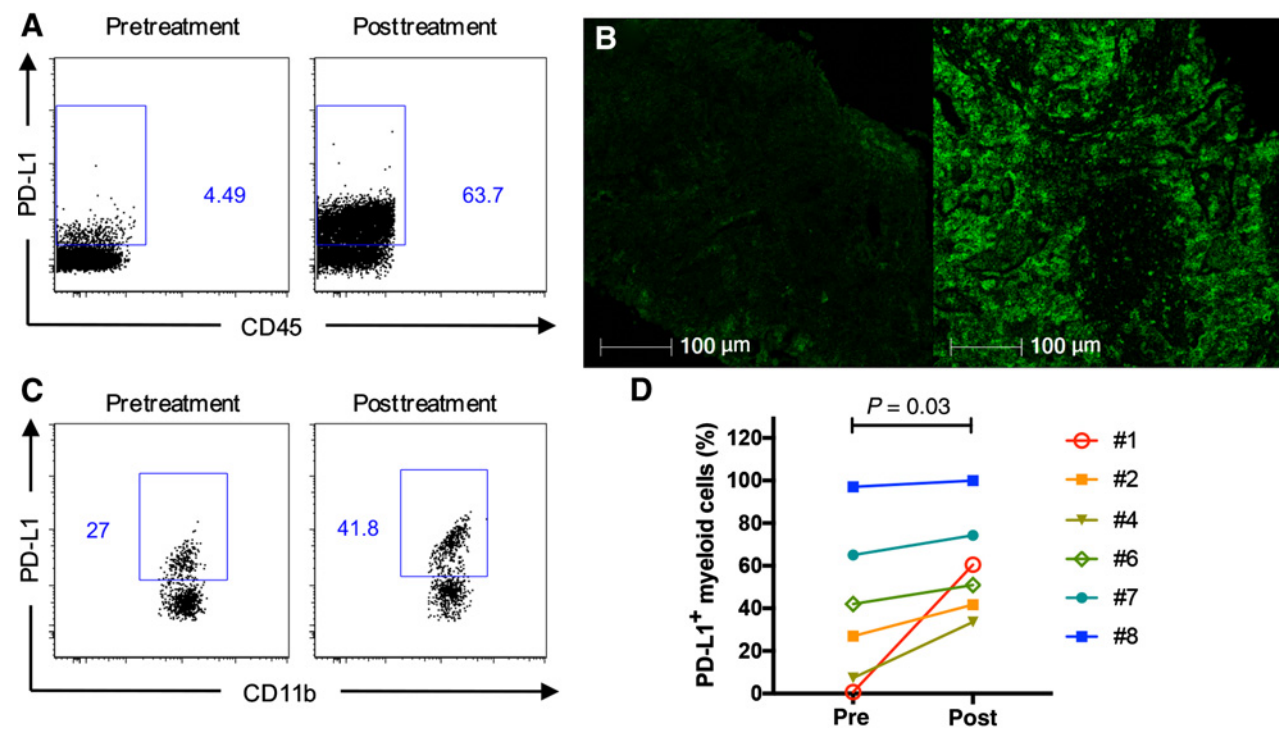 A
Pretreatment
Posttreatment
PD-L1
4.49
63.7
CD45
B
100 µm
100 µm
C
Pretreatment
Posttreatment
PD-L1
27
41.8
CD11b
D
P = 0.03
PD-L1+ myeloid cells (%)
120
100
80
60
40
20
0
Pre
Post
#1
#2
#4
#6
#7
#8